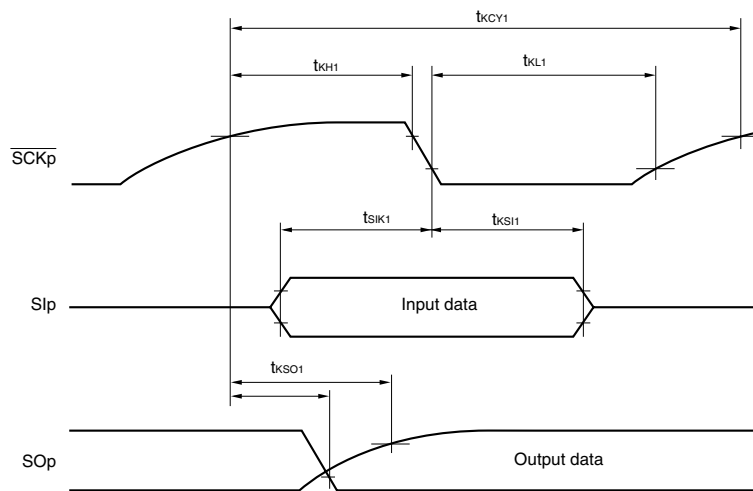 tKCY1
tKH1
tKL1
SCKp
tSIK1
tKSI1
SIp
Input data
tKSO1
SOp
Output data